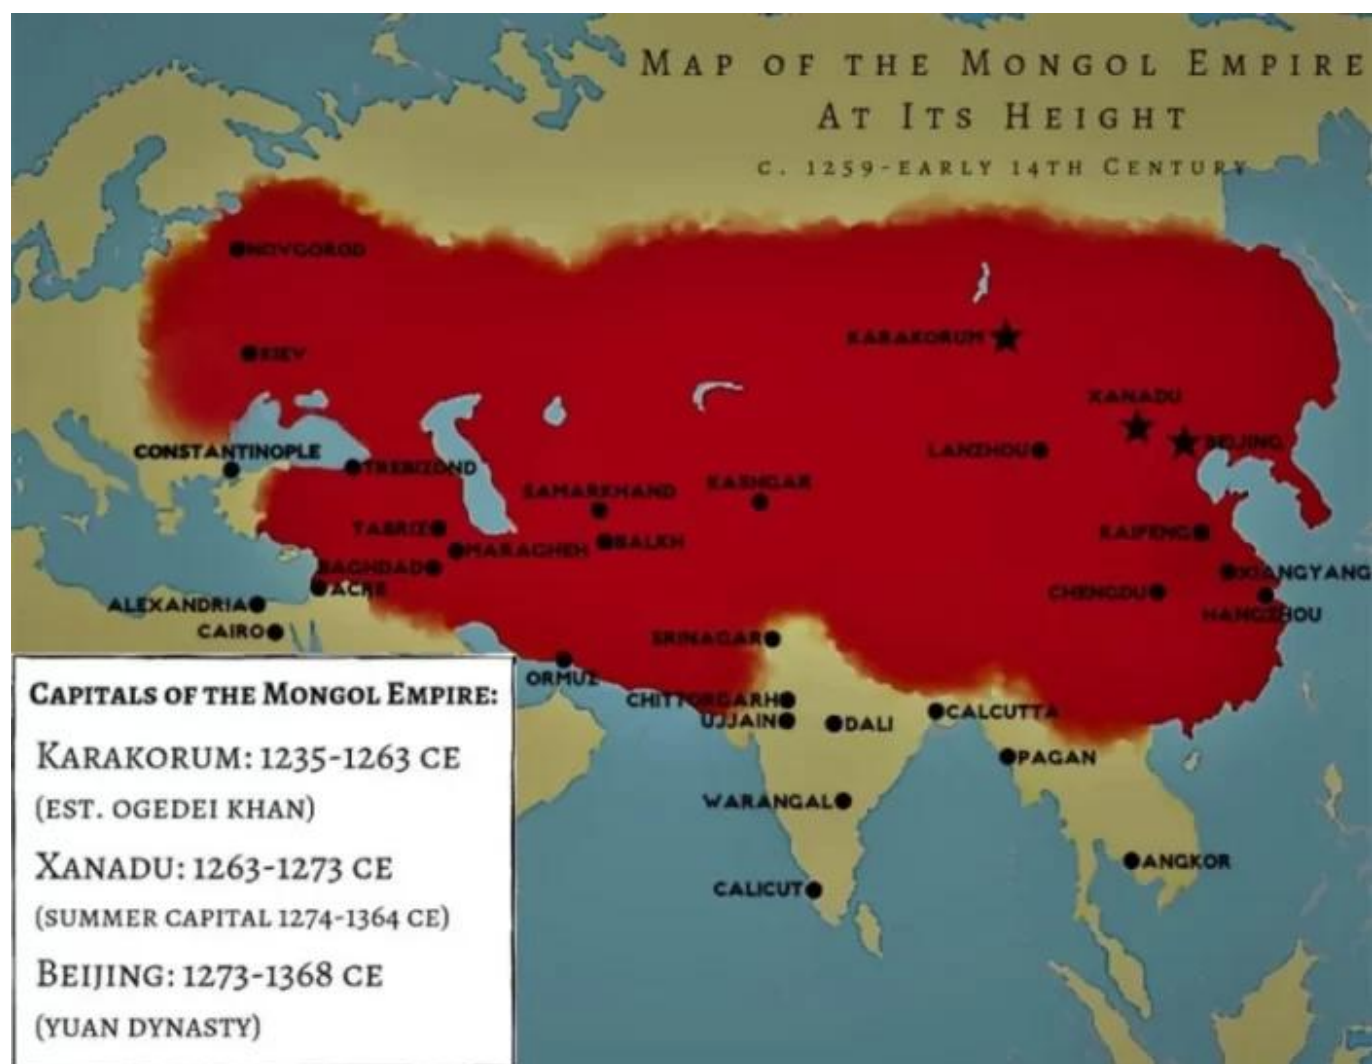 MAP OF THE MONGOL EMPIRE
AT ITS HEIGHT
C. 1259-EARLY 14TH CENTURY
NOVGOROD
KIEV
KARAKORUM
XANADU
BEIJING
CONSTANTINOPLE
TREBIZOND
LANZHOU
SAMARKHAND
KASHGAR
TABRIZ
MARAGHEH
BALKH
KAIFENG
BAGHDAD
ACRE
XIANGYANG
CHENGDU
HANGZHOU
ALEXANDRIA
CAIRO
SRINAGAR
ORMUZ
CHITTORGARH
UJJAIN
DALI
CALCUTTA
PAGAN
WARANGAL
ANGKOR
CALICUT
CAPITALS OF THE MONGOL EMPIRE:
KARAKORUM: 1235-1263 CE
(EST. OGEDEI KHAN)
XANADU: 1263-1273 CE
(SUMMER CAPITAL 1274-1364 CE)
BEIJING: 1273-1368 CE
(YUAN DYNASTY)